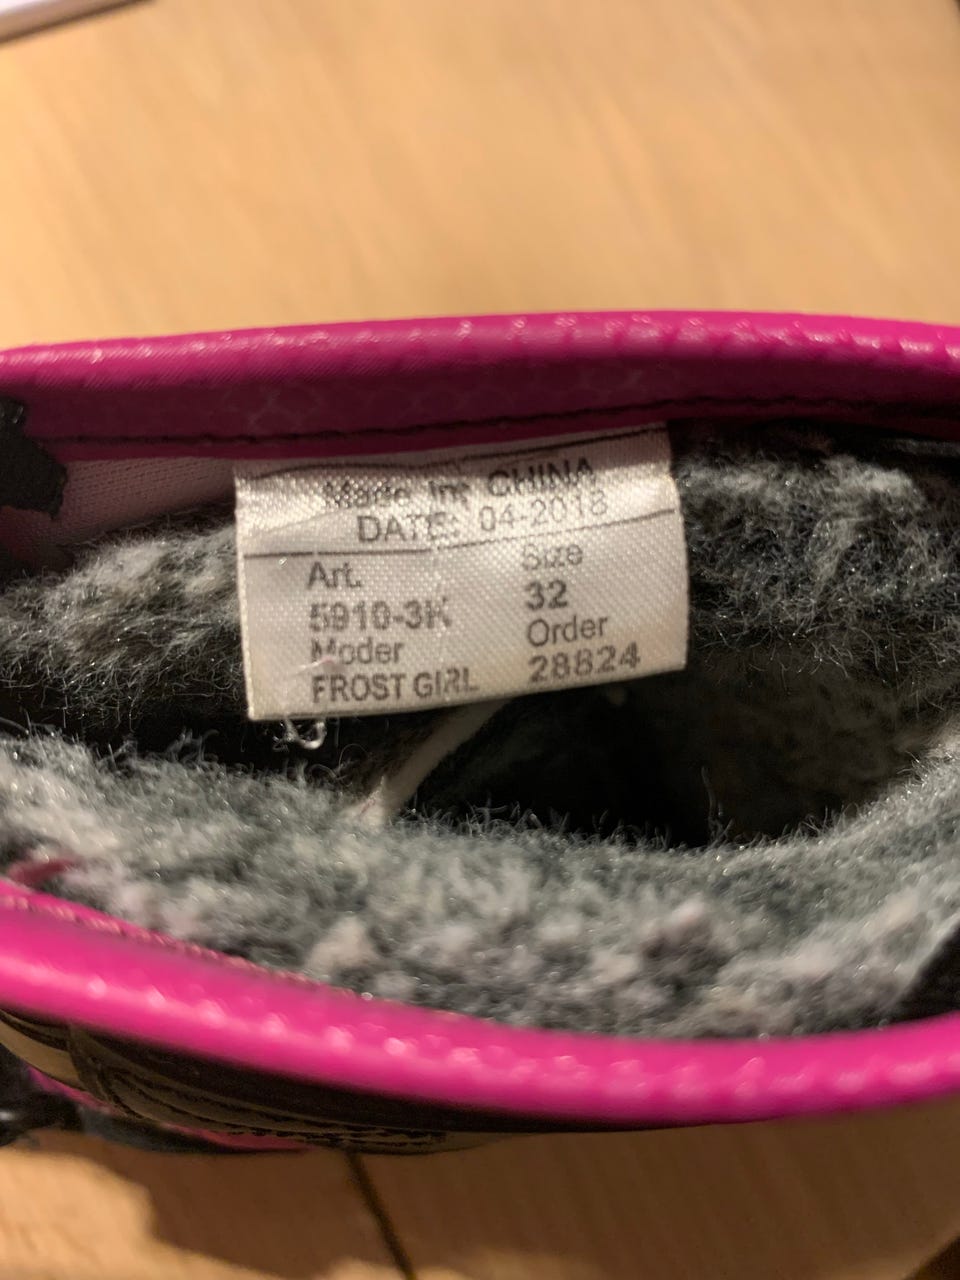 Made In: CHINA
DATE: 04-2018
Art. Size
5910-3K 32
Moder Order
FROST GIRL 28824